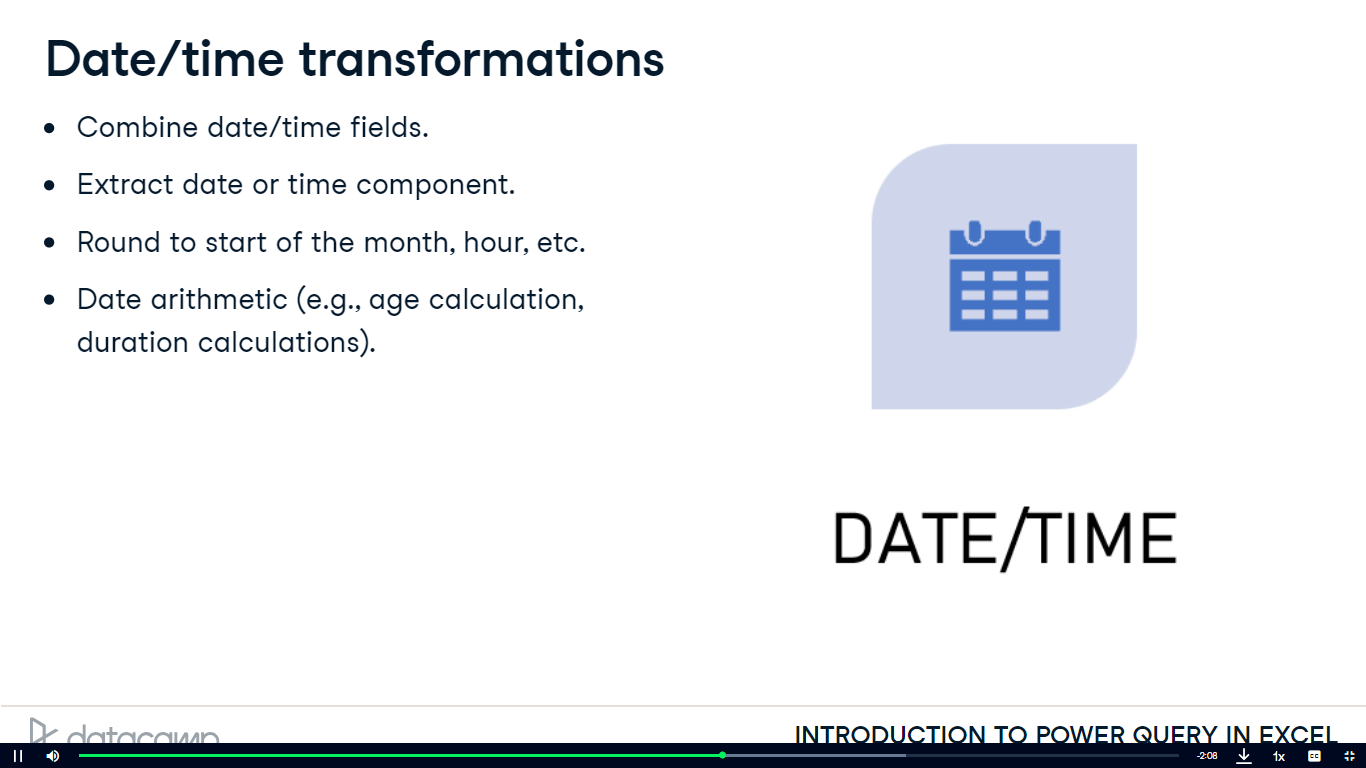 Date/time transformations
• Combine date/time fields.
• Extract date or time component.
• Round to start of the month, hour, etc.
• Date arithmetic (e.g., age calculation,
duration calculations).
DATE/TIME
datacamp
INTRODUCTION TO POWER QUERY IN EXCEL
-2:08
1x
CC